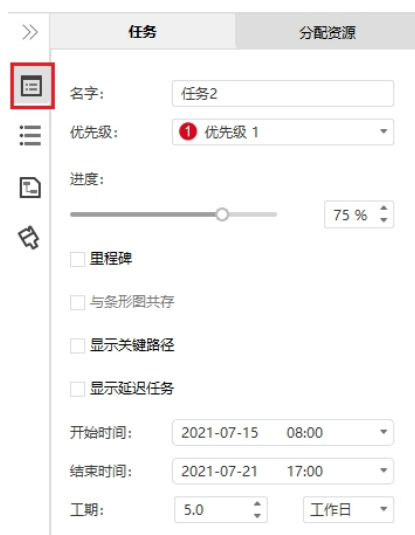 任务 分配资源
名字: 任务2
优先级: 1 优先级 1
进度:
75 %
里程碑
与条形图共存
显示关键路径
显示延迟任务
开始时间: 2021-07-15 08:00
结束时间: 2021-07-21 17:00
工期: 5.0 工作日